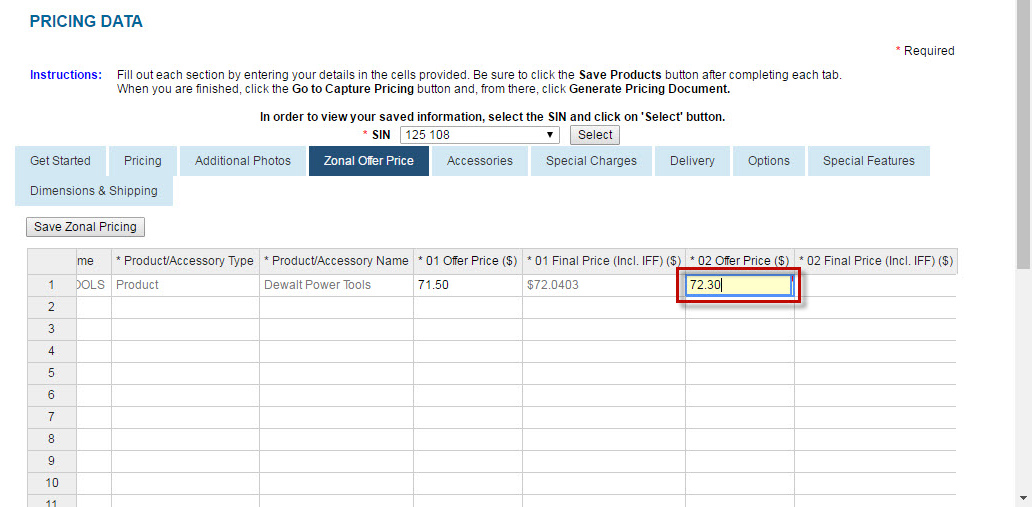 PRICING DATA
* Required
Instructions: Fill out each section by entering your details in the cells provided. Be sure to click the Save Products button after completing each tab.
When you are finished, click the Go to Capture Pricing button and, from there, click Generate Pricing Document.
In order to view your saved information, select the SIN and click on 'Select' button.
* SIN 125 108 Select
Get Started Pricing Additional Photos Zonal Offer Price Accessories Special Charges Delivery Options Special Features
Dimensions & Shipping
Save Zonal Pricing
me * Product/Accessory Type * Product/Accessory Name * 01 Offer Price ($) * 01 Final Price (Incl. IFF) ($) * 02 Offer Price ($) * 02 Final Price (Incl. IFF) ($)
1 OOLS Product Dewalt Power Tools 71.50 $72.0403 72.30
2
3
4
5
6
7
8
9
10
11